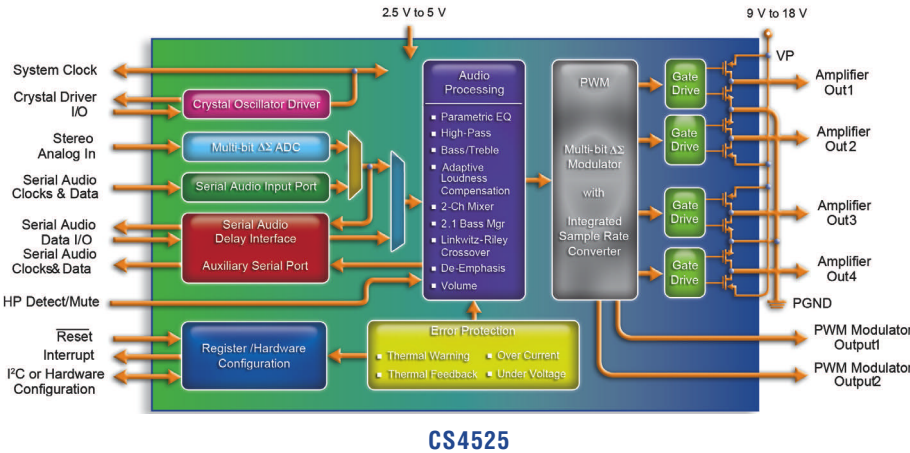 2.5 V to 5 V
9 V to 18 V
System Clock
Crystal Driver
I/O
Stereo
Analog In
Serial Audio
Clocks & Data
Serial Audio
Data I/O
Serial Audio
Clocks& Data
HP Detect/Mute
Reset
Interrupt
I²C or Hardware
Configuration
Crystal Oscillator Driver
Multi-bit ΔΣ ADC
Serial Audio Input Port
Serial Audio
Delay Interface
Auxiliary Serial Port
Register /Hardware
Configuration
Audio
Processing
■ Parametric EQ
■ High-Pass
■ Bass/Treble
■ Adaptive
Loudness
Compensation
■ 2-Ch Mixer
■ 2.1 Bass Mgr
■ Linkwitz-Riley
Crossover
■ De-Emphasis
■ Volume
Error Protection
■ Thermal Warning
■ Over Current
■ Thermal Feedback
■ Under Voltage
PWM
Multi-bit ΔΣ
Modulator
with
Integrated
Sample Rate
Converter
Gate
Drive
Gate
Drive
Gate
Drive
Gate
Drive
VP
Amplifier
Out1
Amplifier
Out2
Amplifier
Out3
Amplifier
Out4
PGND
PWM Modulator
Output1
PWM Modulator
Output2
CS4525